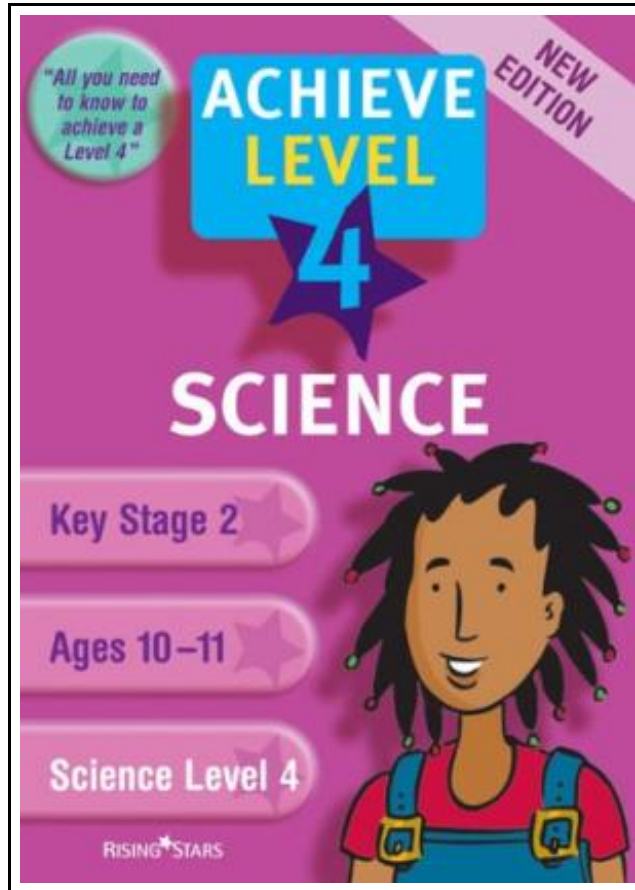 "All you need
to know to
achieve a
Level 4"
ACHIEVE
LEVEL
4
NEW
EDITION
SCIENCE
Key Stage 2
Ages 10–11
Science Level 4
RISING STARS